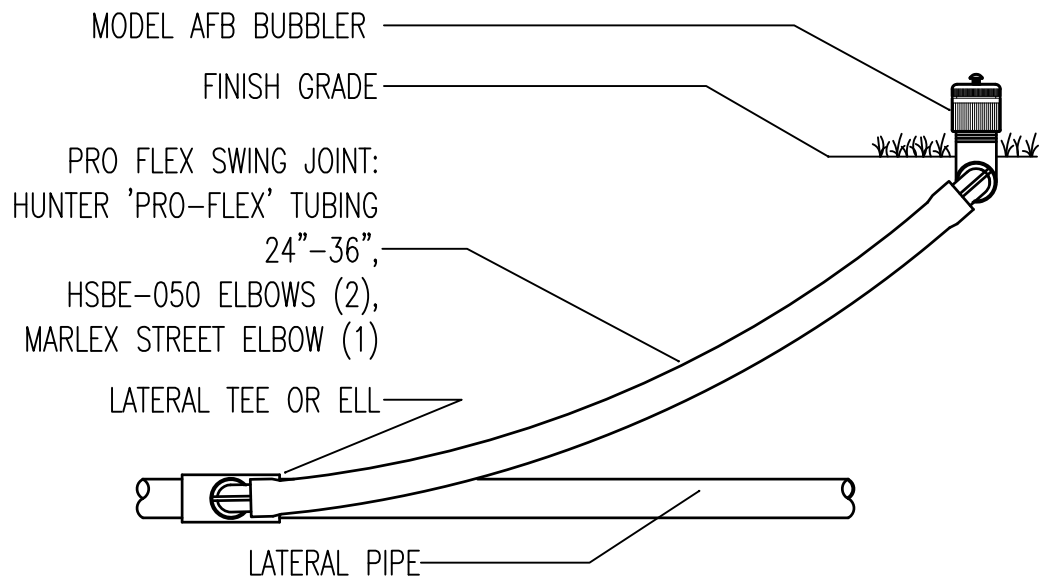 MODEL AFB BUBBLER
FINISH GRADE
PRO FLEX SWING JOINT:
HUNTER 'PRO-FLEX' TUBING
24"-36",
HSBE-050 ELBOWS (2),
MARLEX STREET ELBOW (1)
LATERAL TEE OR ELL
LATERAL PIPE